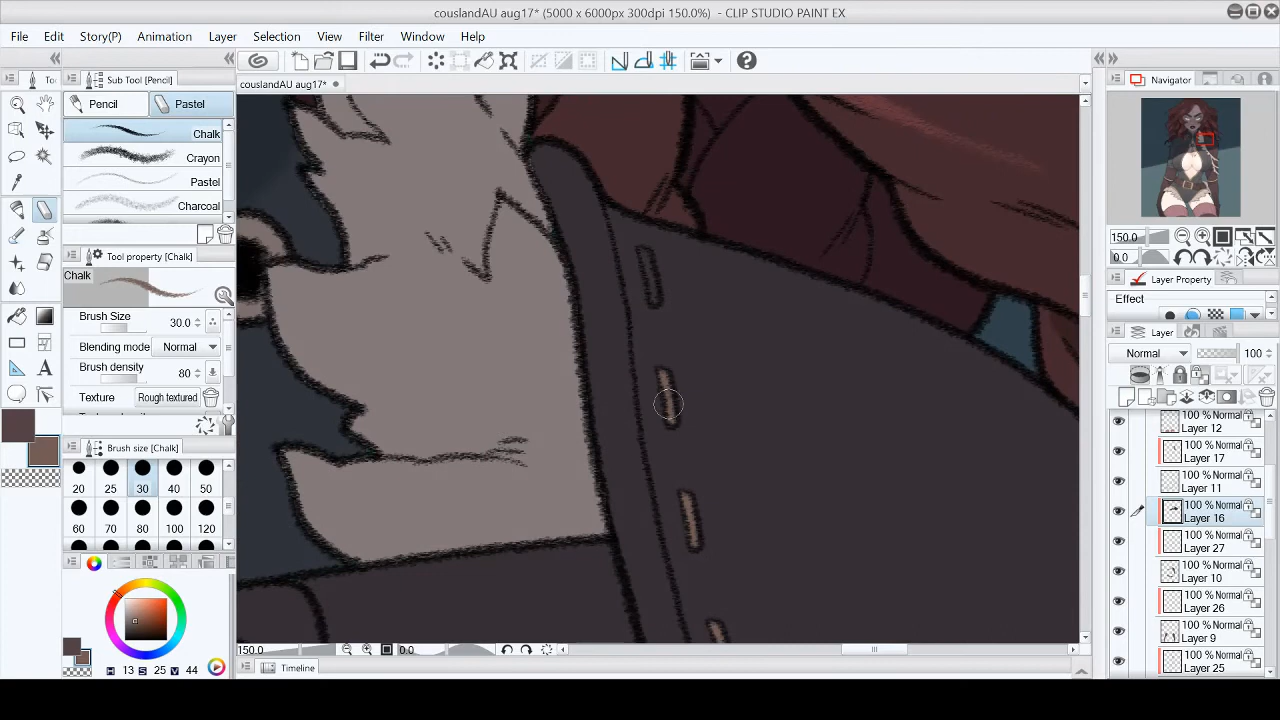 couslandAU aug17* (5000 x 6000px 300dpi 150.0%) - CLIP STUDIO PAINT EX
File Edit Story(P) Animation Layer Selection View Filter Window Help
Sub Tool [Pencil]
Navigator
couslandAU aug17*
Pencil Pastel
Chalk
Crayon
Pastel
Charcoal
Tool property [Chalk]
Chalk
Brush Size 30.0
Blending mode Normal
Brush density 80
Texture Rough textured
Brush size [Chalk]
20 25 30 40 50
60 70 80 100 120
H 13 S 25 V 44
150.0
0.0
Layer Property
Effect
Layer
Normal 100
100 % Normal
Layer 12
100 % Normal
Layer 17
100 % Normal
Layer 11
100 % Normal
Layer 16
100 % Normal
Layer 27
100 % Normal
Layer 10
100 % Normal
Layer 26
100 % Normal
Layer 9
100 % Normal
Layer 25
150.0 0.0
Timeline